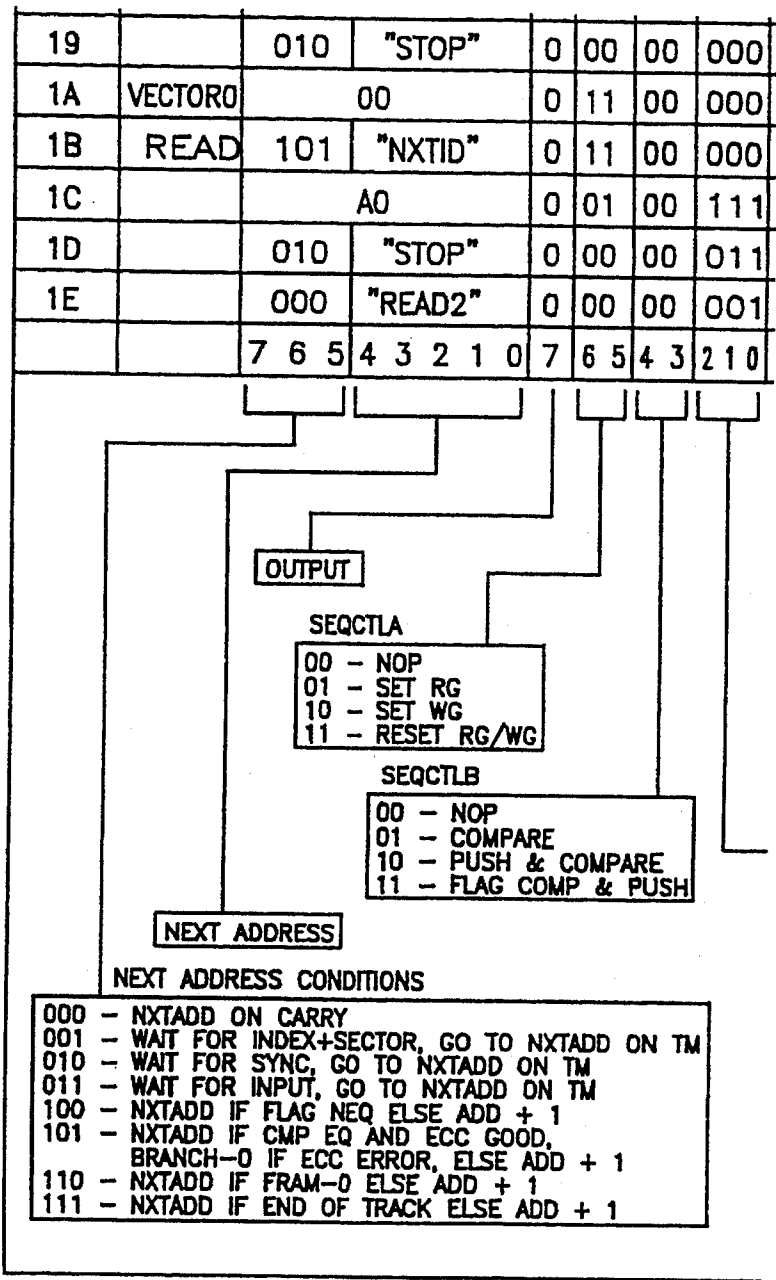 19 010 "STOP" 0 00 00 000
1A VECTOR0 00 0 11 00 000
1B READ 101 "NXTID" 0 11 00 000
1C A0 0 01 00 111
1D 010 "STOP" 0 00 00 011
1E 000 "READ2" 0 00 00 001
7 6 5 4 3 2 1 0 7 6 5 4 3 2 1 0
OUTPUT
SEQCTLA
00 – NOP
01 – SET RG
10 – SET WG
11 – RESET RG/WG
SEQCTLB
00 – NOP
01 – COMPARE
10 – PUSH & COMPARE
11 – FLAG COMP & PUSH
NEXT ADDRESS
NEXT ADDRESS CONDITIONS
000 – NXTADD ON CARRY
001 – WAIT FOR INDEX+SECTOR, GO TO NXTADD ON TM
010 – WAIT FOR SYNC, GO TO NXTADD ON TM
011 – WAIT FOR INPUT, GO TO NXTADD ON TM
100 – NXTADD IF FLAG NEQ ELSE ADD + 1
101 – NXTADD IF CMP EQ AND ECC GOOD,
BRANCH-0 IF ECC ERROR, ELSE ADD + 1
110 – NXTADD IF FRAM-0 ELSE ADD + 1
111 – NXTADD IF END OF TRACK ELSE ADD + 1